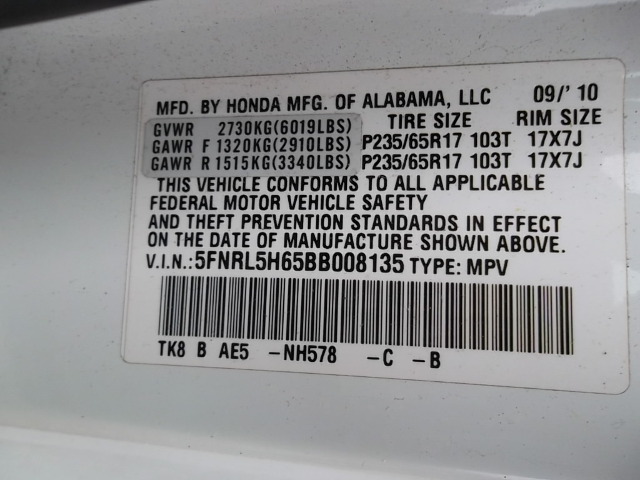 MFD. BY HONDA MFG. OF ALABAMA, LLC 09/'10
TIRE SIZE RIM SIZE
GVWR 2730KG(6019LBS)
GAWR F 1320KG(2910LBS) P235/65R17 103T 17X7J
GAWR R 1515KG(3340LBS) P235/65R17 103T 17X7J
THIS VEHICLE CONFORMS TO ALL APPLICABLE
FEDERAL MOTOR VEHICLE SAFETY
AND THEFT PREVENTION STANDARDS IN EFFECT
ON THE DATE OF MANUFACTURE SHOWN ABOVE.
V.I.N.:5FNRL5H65BB008135 TYPE: MPV
TK8 B AE5 -NH578 -C -B